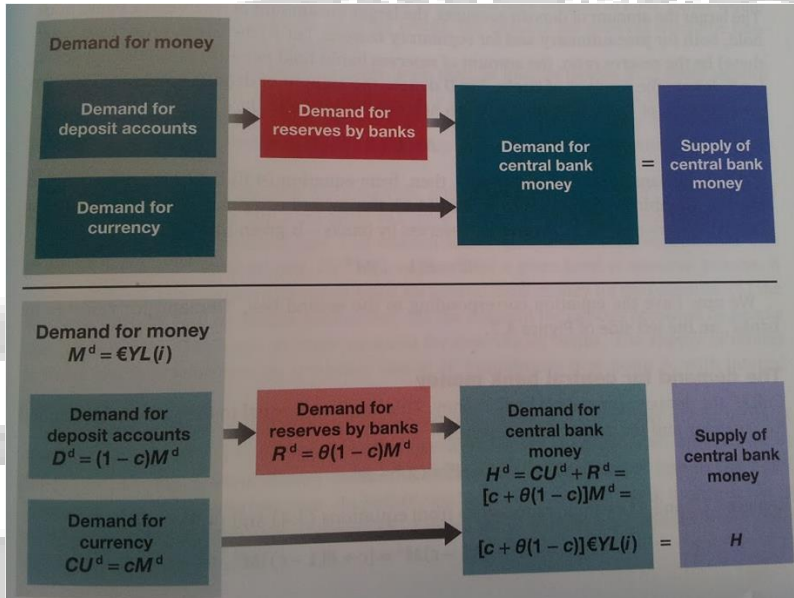 Demand for money
Demand for
deposit accounts
Demand for
reserves by banks
Demand for
central bank
money
=
Supply of
central bank
money
Demand for
currency
Demand for money
Mᵈ = €YL(i)
Demand for
deposit accounts
Dᵈ = (1 − c)Mᵈ
Demand for
reserves by banks
Rᵈ = θ(1 − c)Mᵈ
Demand for
central bank
money
Hᵈ = CUᵈ + Rᵈ =
[c + θ(1 − c)]Mᵈ =
[c + θ(1 − c)]€YL(i)
=
Supply of
central bank
money
H
Demand for
currency
CUᵈ = cMᵈ